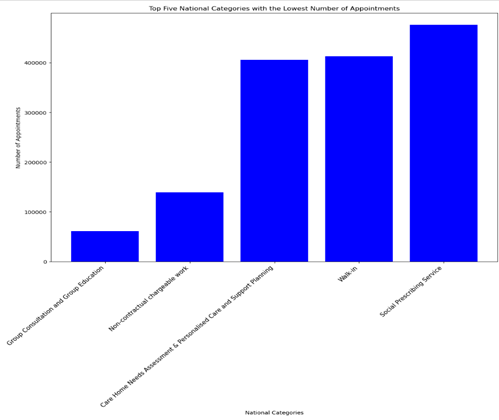 Top Five National Categories with the Lowest Number of Appointments
Number of Appointments
400000
300000
200000
100000
0
Group Consultation and Group Education
Non-contractual chargeable work
Care Home Needs Assessment & Personalised Care and Support Planning
Walk-in
Social Prescribing Service
National Categories